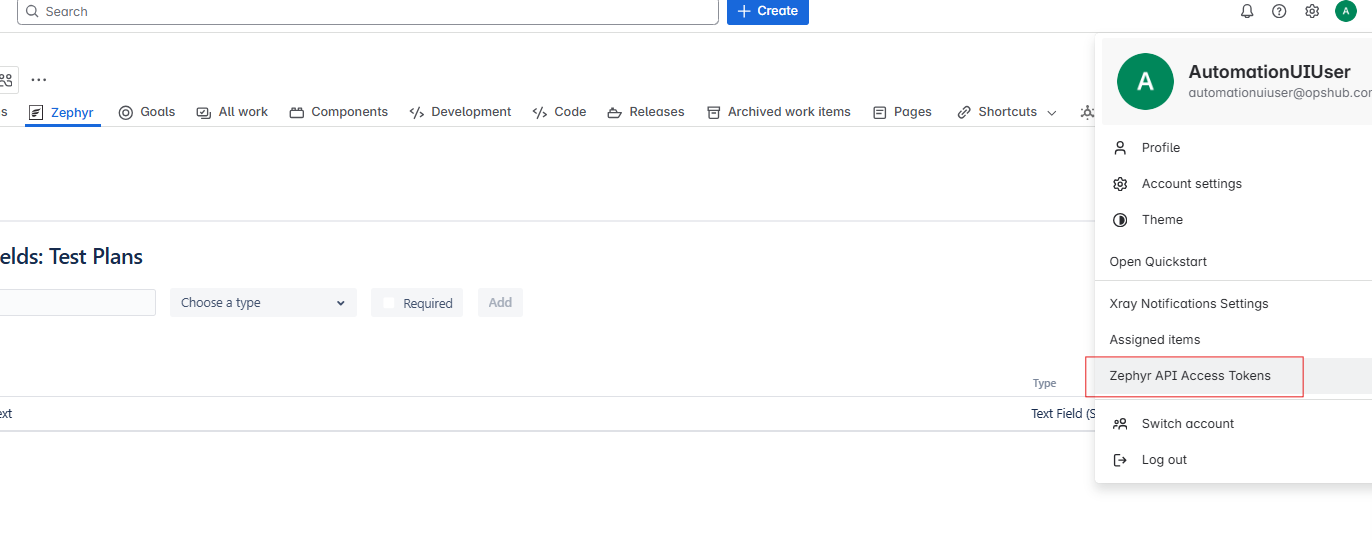 Search
Create
A
AutomationUIUser
automationuiuser@opshub.co
Zephyr
Goals
All work
Components
Development
Code
Releases
Archived work items
Pages
Shortcuts
A
Profile
Account settings
Theme
elds: Test Plans
Open Quickstart
Choose a type
Required
Add
Xray Notifications Settings
Assigned items
Zephyr API Access Tokens
Type
ext
Text Field (S
Switch account
Log out